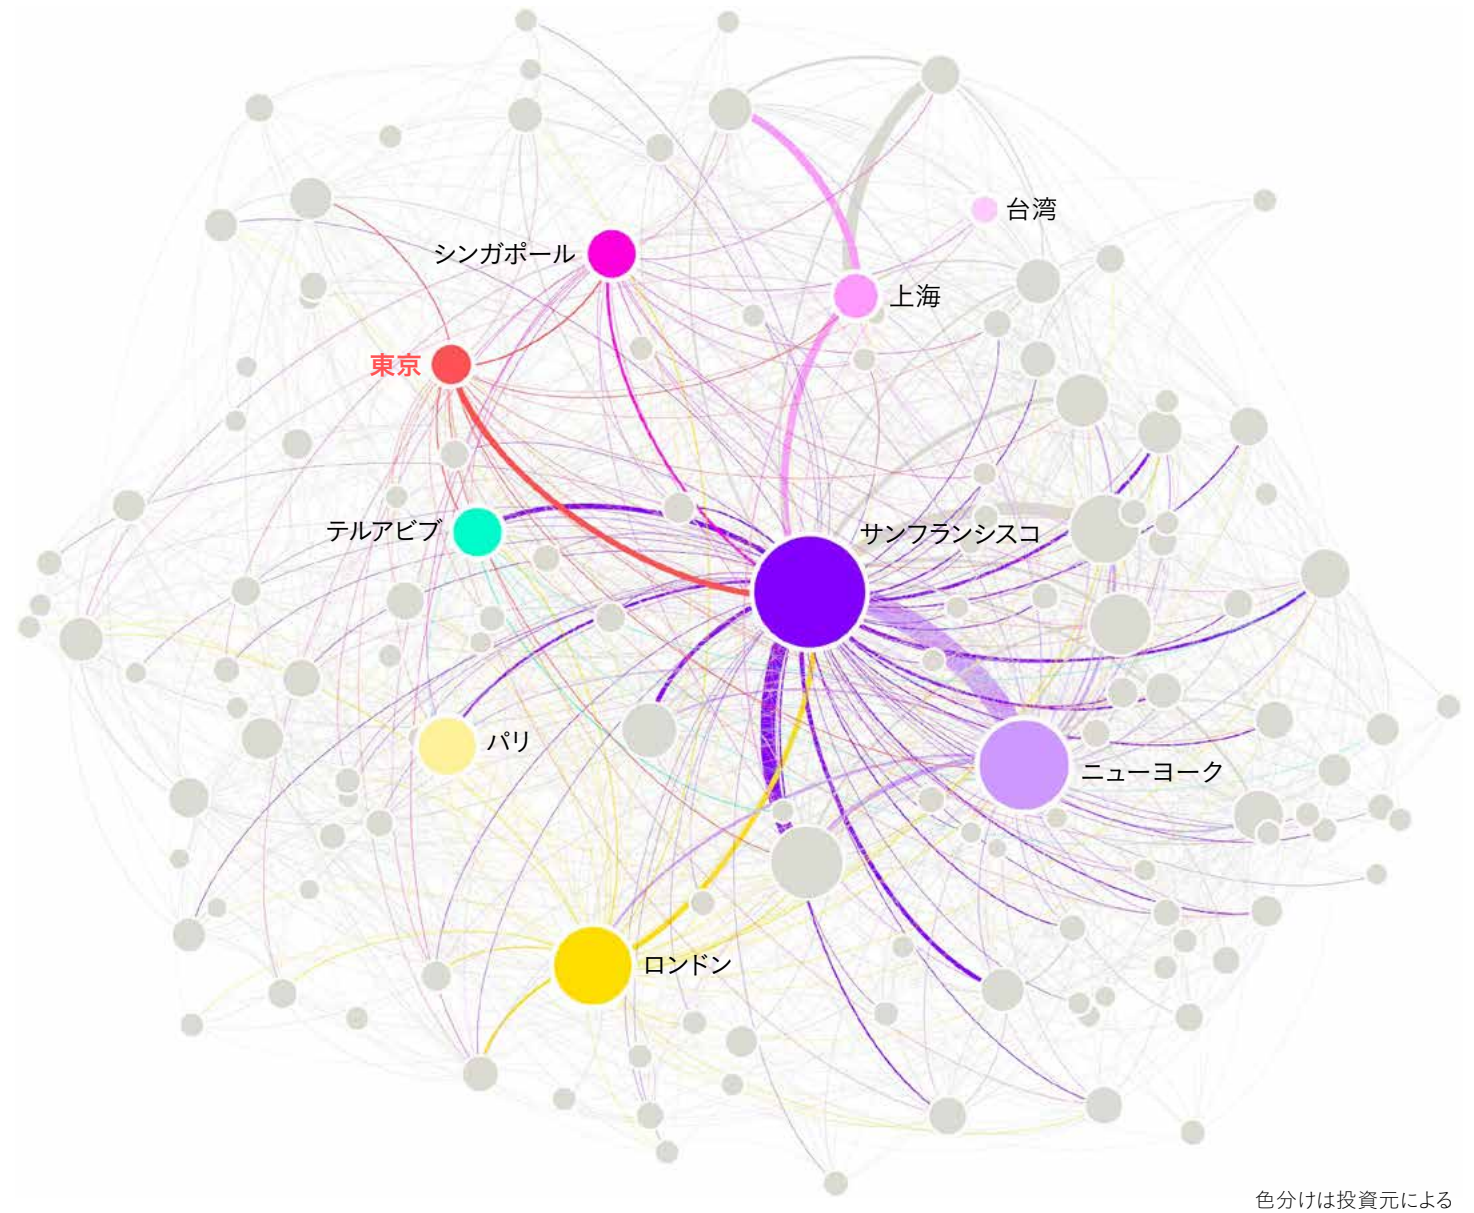 台湾
シンガポール
上海
東京
テルアビブ
サンフランシスコ
パリ
ニューヨーク
ロンドン
色分けは投資元による